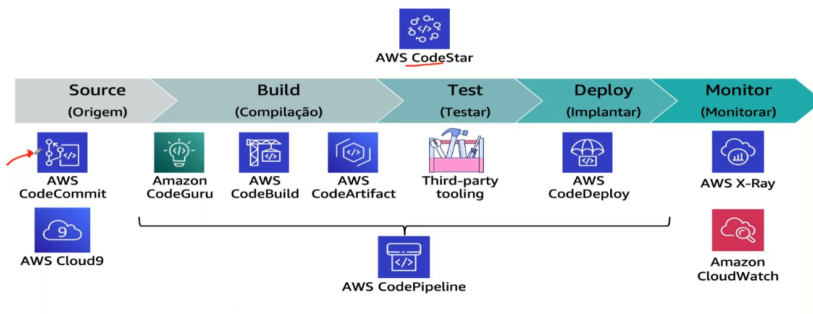 AWS CodeStar
Source
(Origem)
Build
(Compilação)
Test
(Testar)
Deploy
(Implantar)
Monitor
(Monitorar)
AWS
CodeCommit
Amazon
CodeGuru
AWS
CodeBuild
AWS
CodeArtifact
Third-party
tooling
AWS
CodeDeploy
AWS X-Ray
9
AWS Cloud9
Amazon
CloudWatch
AWS CodePipeline